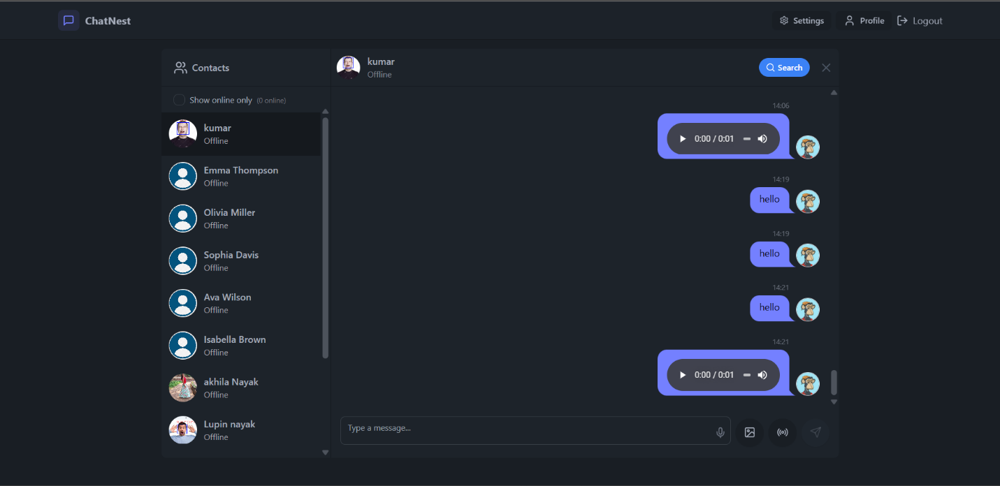 ChatNest
Settings
Profile
Logout
Contacts
Show online only (0 online)
kumar
Offline
Emma Thompson
Offline
Olivia Miller
Offline
Sophia Davis
Offline
Ava Wilson
Offline
Isabella Brown
Offline
akhila Nayak
Offline
Lupin nayak
Offline
kumar
Offline
Search
14:06
0:00 / 0:01
14:19
hello
14:19
hello
14:21
hello
14:21
0:00 / 0:01
Type a message...